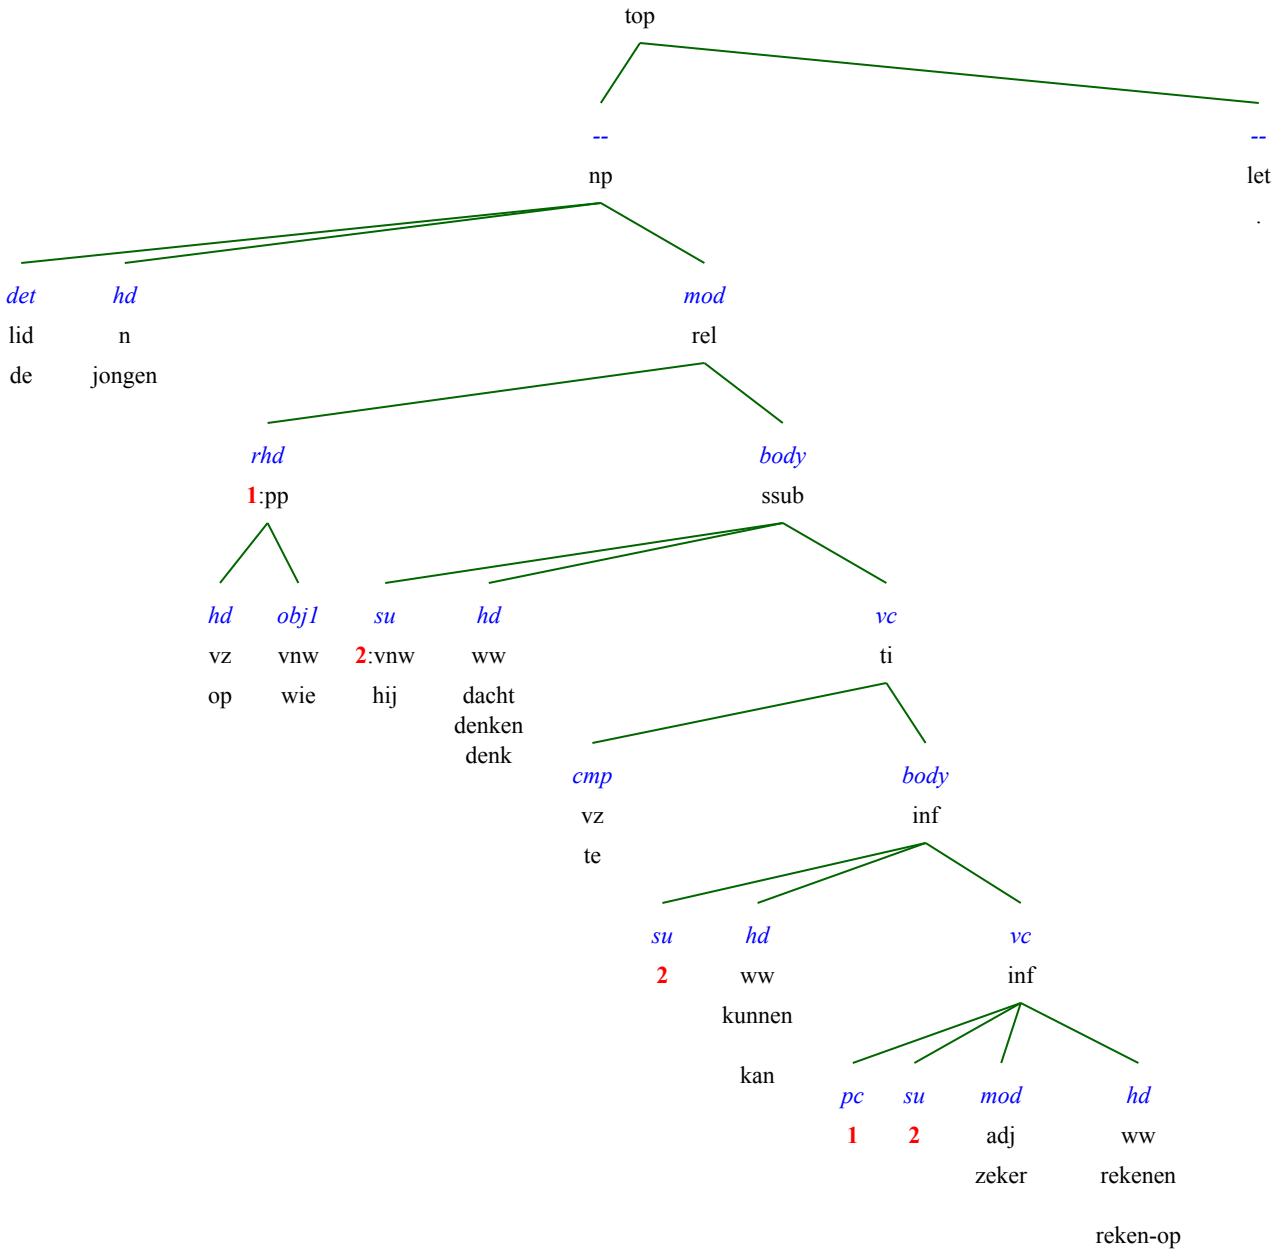 top
-- --
np let
.
det hd mod
lid n rel
de jongen
rhd body
1:pp ssub
hd obj1 su hd vc
vz vnw 2:vnw ww ti
op wie hij dacht
denken
denk
cmp body
vz inf
te
su hd vc
2 ww inf
kunnen
kan
pc su mod hd
1 2 adj ww
zeker rekenen
reken-op